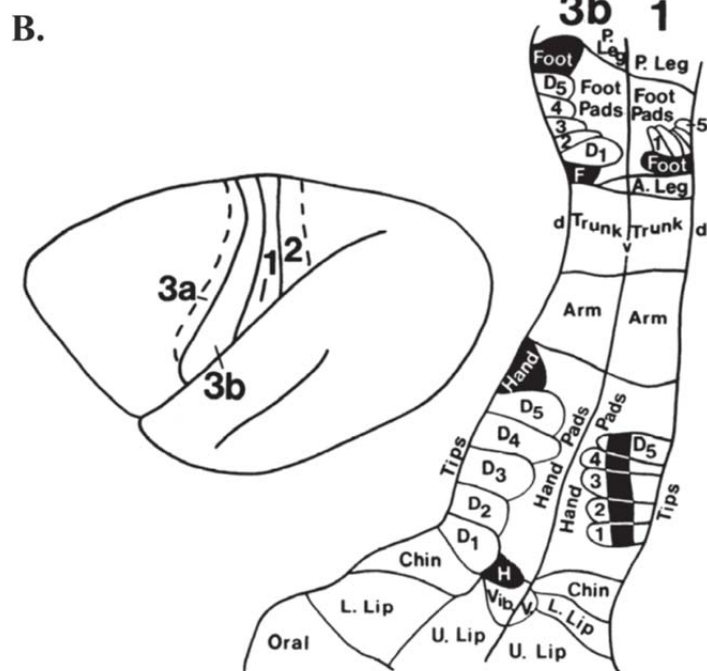 B.
3a
3b
1
2
3b 1
P. Leg
P. Leg
Foot
D5
4
3
2
D1
F
Foot Pads
Foot Pads
5
1
Foot
A. Leg
d
Trunk
v
Trunk
d
Arm
Arm
Hand
D5
D4
D3
D2
D1
Tips
Hand Pads
Hand Pads
D5
4
3
2
1
Tips
H
Chin
L. Lip
Oral
U. Lip
Vib.
V.
Chin
L. Lip
U. Lip